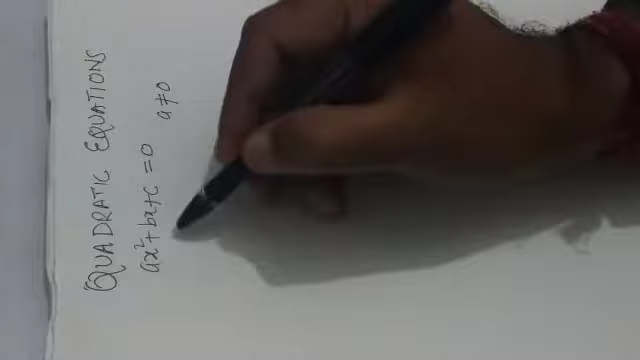 QUADRATIC EQUATIONS
ax²+bx+c = 0 a≠0